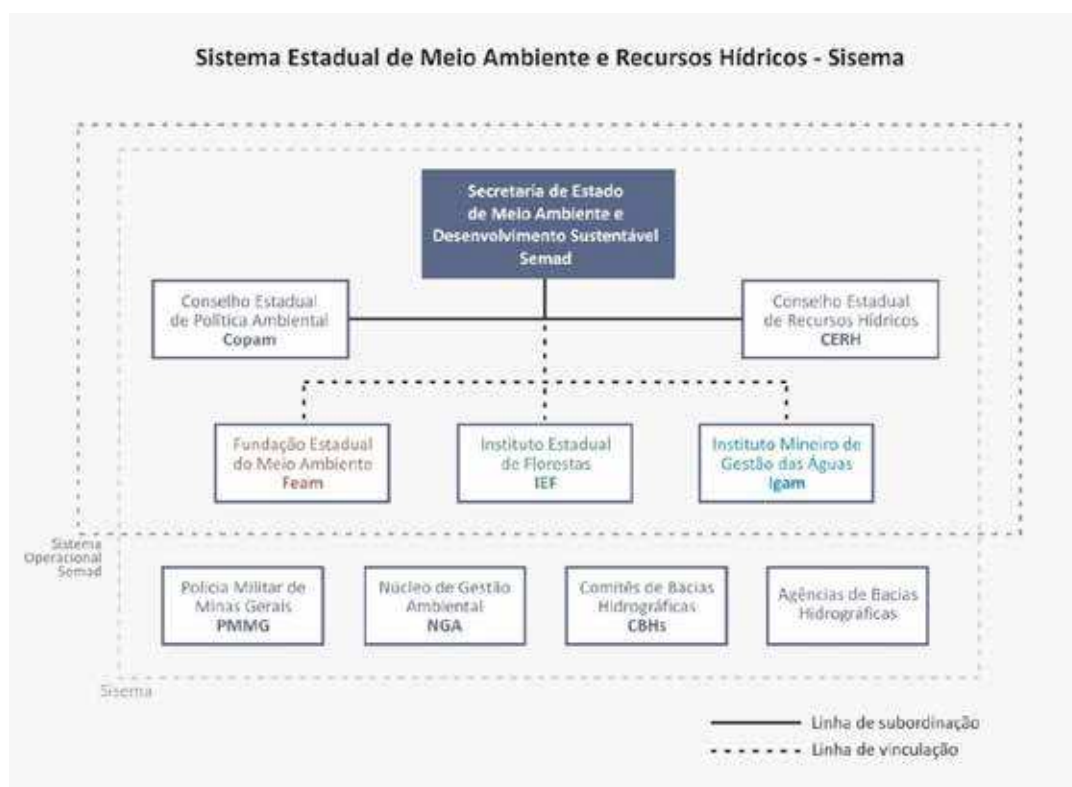 Sistema Estadual de Meio Ambiente e Recursos Hídricos - Sisema
Secretaria de Estado
de Meio Ambiente e
Desenvolvimento Sustentável
Semad
Conselho Estadual
de Política Ambiental
Copam
Conselho Estadual
de Recursos Hídricos
CERH
Fundação Estadual
do Meio Ambiente
Feam
Instituto Estadual
de Florestas
IEF
Instituto Mineiro de
Gestão das Águas
Igam
Sistema
Operacional
Semad
Polícia Militar de
Minas Gerais
PMMG
Núcleo de Gestão
Ambiental
NGA
Comitês de Bacias
Hidrográficas
CBHs
Agências de Bacias
Hidrográficas
Sisema
Linha de subordinação
Linha de vinculação